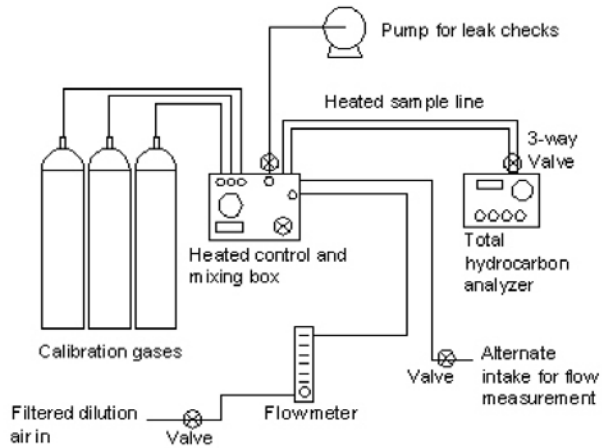 Pump for leak checks
Heated sample line
3-way
Valve
Heated control and
mixing box
Total
hydrocarbon
analyzer
Calibration gases
Valve
Alternate
intake for flow
measurement
Flowmeter
Filtered dilution
air in
Valve